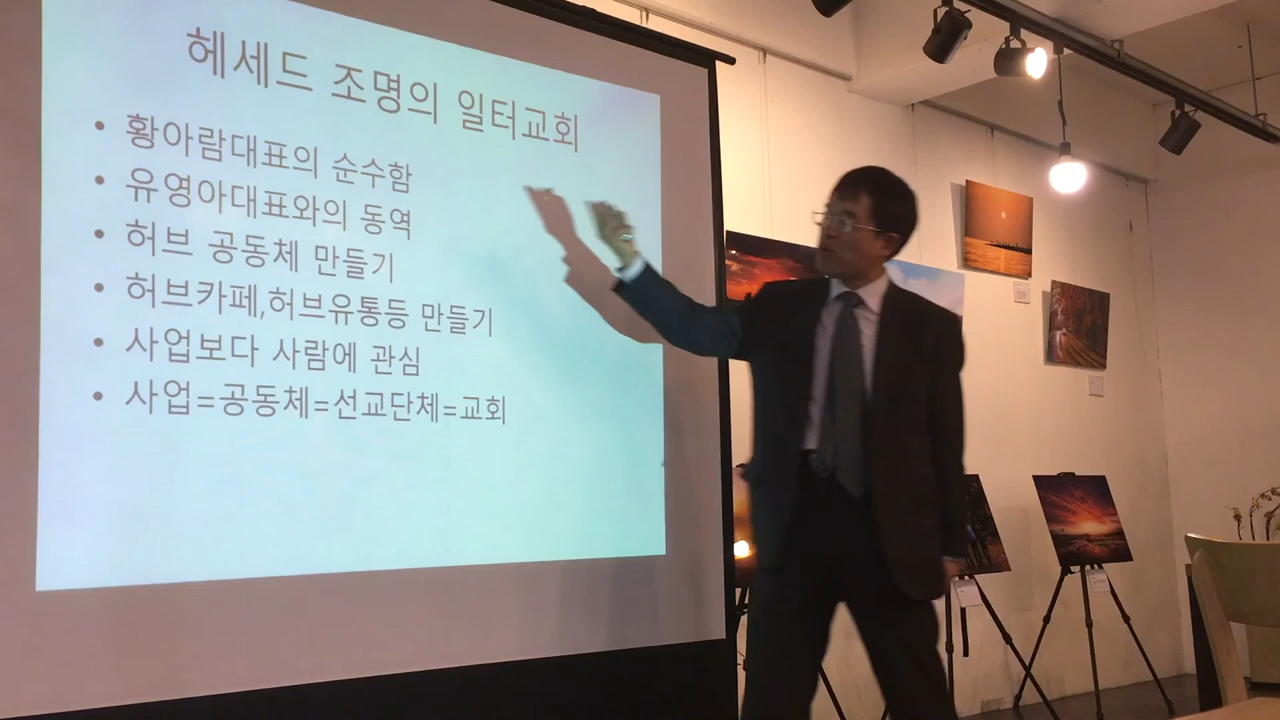 헤세드 조명의 일터교회
• 황아람대표의 순수함
• 유영아대표와의 동역
• 허브 공동체 만들기
• 허브카페,허브유통등 만들기
• 사업보다 사람에 관심
• 사업=공동체=선교단체=교회